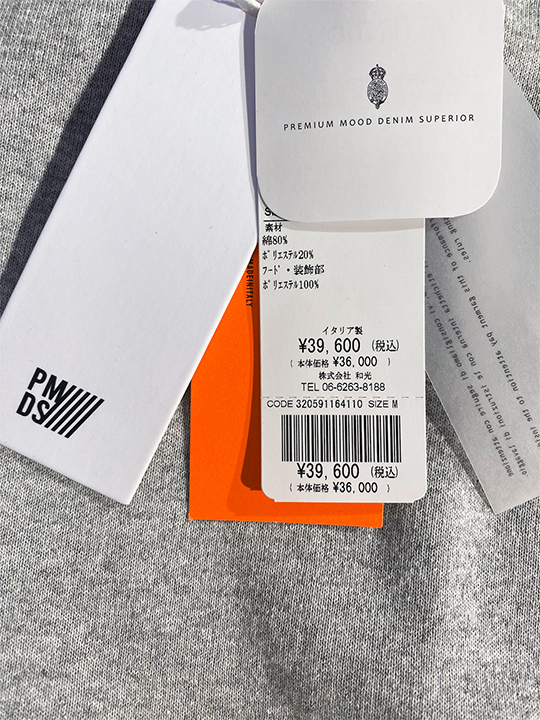 PREMIUM MOOD DENIM SUPERIOR
素材
綿80%
ﾎﾟﾘｴｽﾃﾙ20%
ﾌｰﾄﾞ・装飾部
ﾎﾟﾘｴｽﾃﾙ100%
MADEINITALY
イタリア製
¥39,600 (税込)
(本体価格 ¥36,000 )
株式会社 和光
TEL 06-6263-8188
CODE 320591164110 SIZE M
¥39,600 (税込)
(本体価格 ¥36,000 )
PM
DS